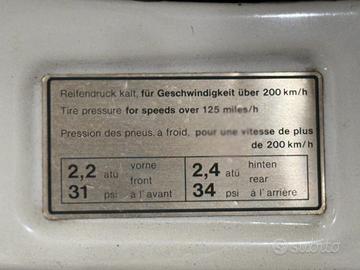 Reifendruck kalt, für Geschwindigkeit über 200 km/h
Tire pressure for speeds over 125 miles/h
Pression des pneus, à froid, pour une vitesse de plus
de 200 km/h
2,2 atü vorne
31 psi front
à l'avant
2,4 atü hinten
34 psi rear
à l'arrière
subito